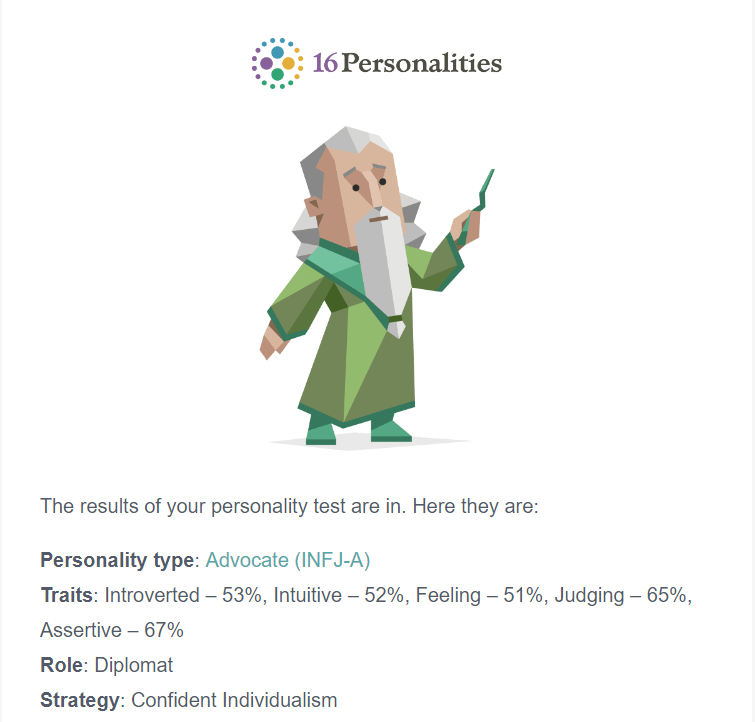 16Personalities
The results of your personality test are in. Here they are:
Personality type: Advocate (INFJ-A)
Traits: Introverted – 53%, Intuitive – 52%, Feeling – 51%, Judging – 65%,
Assertive – 67%
Role: Diplomat
Strategy: Confident Individualism